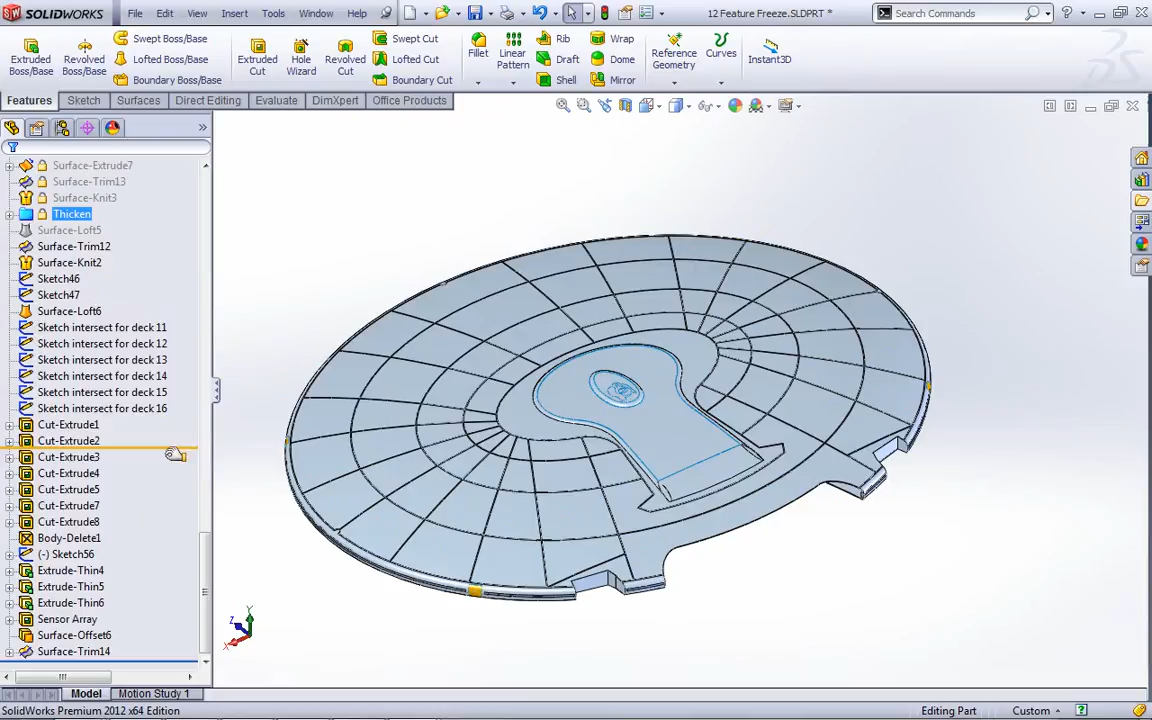 SOLIDWORKS File Edit View Insert Tools Window Help 12 Feature Freeze.SLDPRT * Search Commands
Extruded Boss/Base
Revolved Boss/Base
Swept Boss/Base
Lofted Boss/Base
Boundary Boss/Base
Extruded Cut
Hole Wizard
Revolved Cut
Swept Cut
Lofted Cut
Boundary Cut
Fillet
Linear Pattern
Rib
Draft
Shell
Wrap
Dome
Mirror
Reference Geometry
Curves
Instant3D
Features Sketch Surfaces Direct Editing Evaluate DimXpert Office Products
Surface-Extrude7
Surface-Trim13
Surface-Knit3
Thicken
Surface-Loft5
Surface-Trim12
Surface-Knit2
Sketch46
Sketch47
Surface-Loft6
Sketch intersect for deck 11
Sketch intersect for deck 12
Sketch intersect for deck 13
Sketch intersect for deck 14
Sketch intersect for deck 15
Sketch intersect for deck 16
Cut-Extrude1
Cut-Extrude2
Cut-Extrude3
Cut-Extrude4
Cut-Extrude5
Cut-Extrude7
Cut-Extrude8
Body-Delete1
(-) Sketch56
Extrude-Thin4
Extrude-Thin5
Extrude-Thin6
Sensor Array
Surface-Offset6
Surface-Trim14
Y
Z
X
Model Motion Study 1
SolidWorks Premium 2012 x64 Edition Editing Part Custom